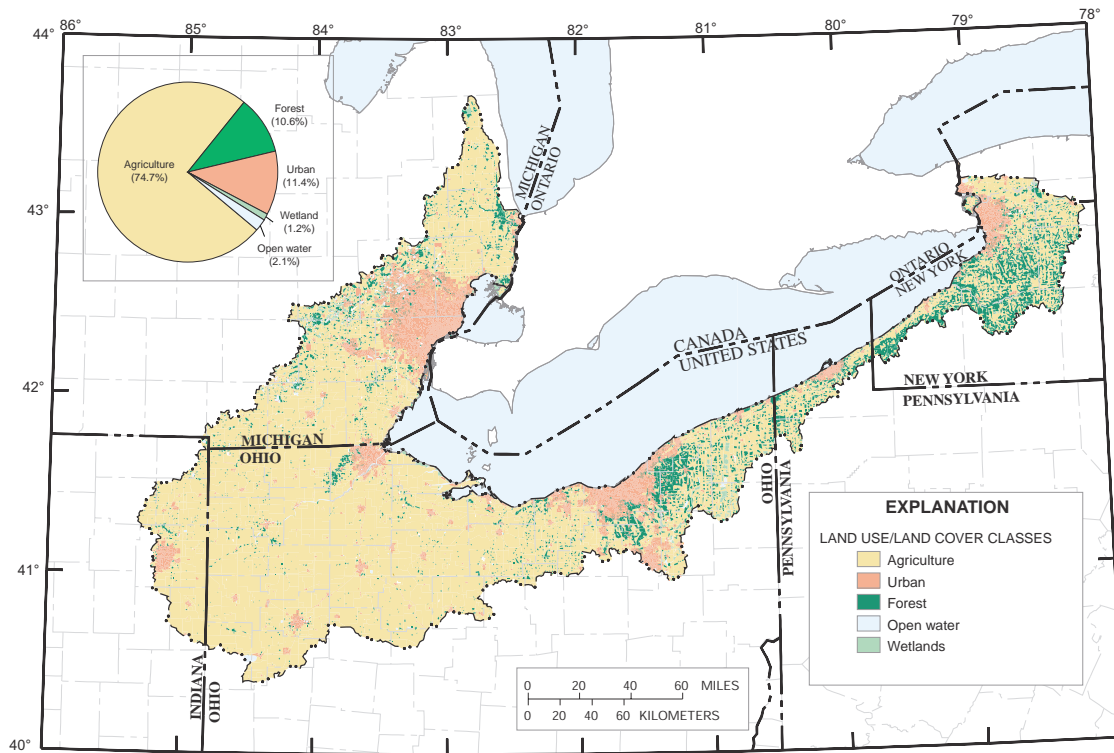 86°
85°
84°
83°
82°
81°
80°
79°
78°
44°
43°
42°
41°
40°
Agriculture
(74.7%)
Forest
(10.6%)
Urban
(11.4%)
Wetland
(1.2%)
Open water
(2.1%)
MICHIGAN
ONTARIO
ONTARIO
NEW YORK
CANADA
UNITED STATES
NEW YORK
PENNSYLVANIA
MICHIGAN
OHIO
OHIO
PENNSYLVANIA
INDIANA
OHIO
EXPLANATION
LAND USE/LAND COVER CLASSES
Agriculture
Urban
Forest
Open water
Wetlands
0 20 40 60 MILES
0 20 40 60 KILOMETERS